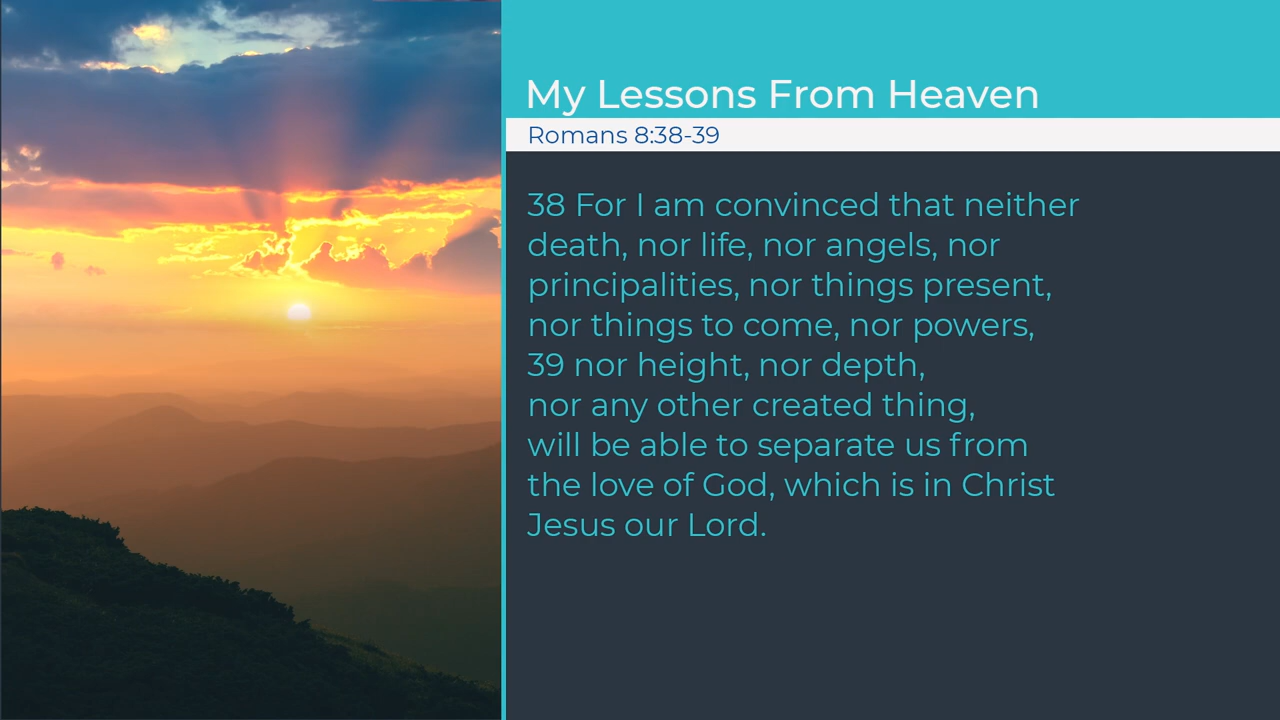 My Lessons From Heaven
Romans 8:38-39
38 For I am convinced that neither
death, nor life, nor angels, nor
principalities, nor things present,
nor things to come, nor powers,
39 nor height, nor depth,
nor any other created thing,
will be able to separate us from
the love of God, which is in Christ
Jesus our Lord.